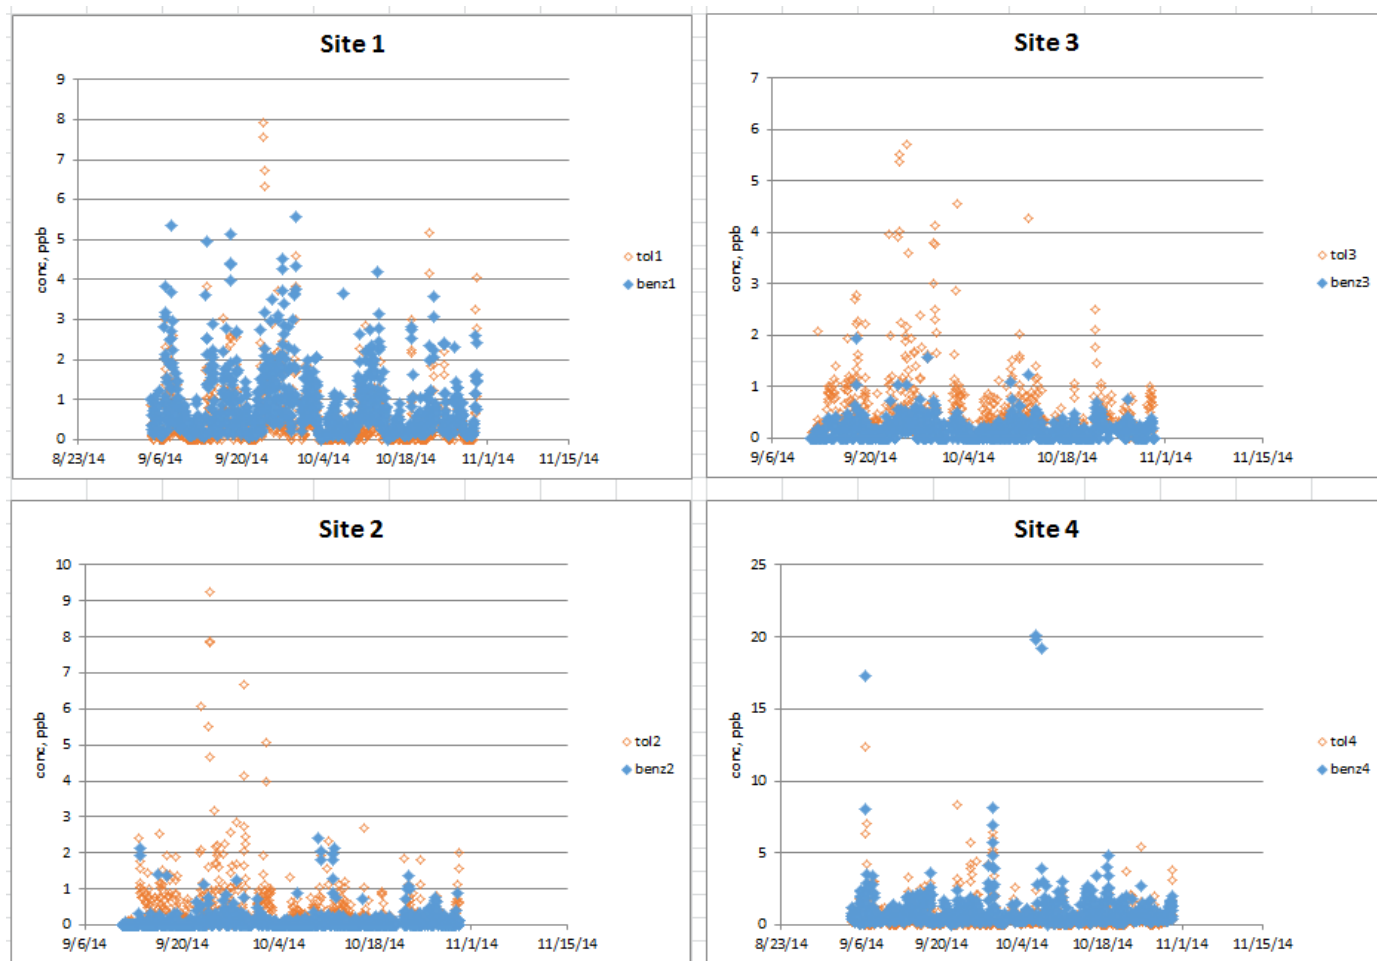 Site 1
9
8
7
6
5
4
3
2
1
0
conc, ppb
8/23/14 9/6/14 9/20/14 10/4/14 10/18/14 11/1/14 11/15/14
tol1
benz1
Site 3
7
6
5
4
3
2
1
0
conc, ppb
9/6/14 9/20/14 10/4/14 10/18/14 11/1/14 11/15/14
tol3
benz3
Site 2
10
9
8
7
6
5
4
3
2
1
0
conc, ppb
9/6/14 9/20/14 10/4/14 10/18/14 11/1/14 11/15/14
tol2
benz2
Site 4
25
20
15
10
5
0
conc, ppb
8/23/14 9/6/14 9/20/14 10/4/14 10/18/14 11/1/14 11/15/14
tol4
benz4